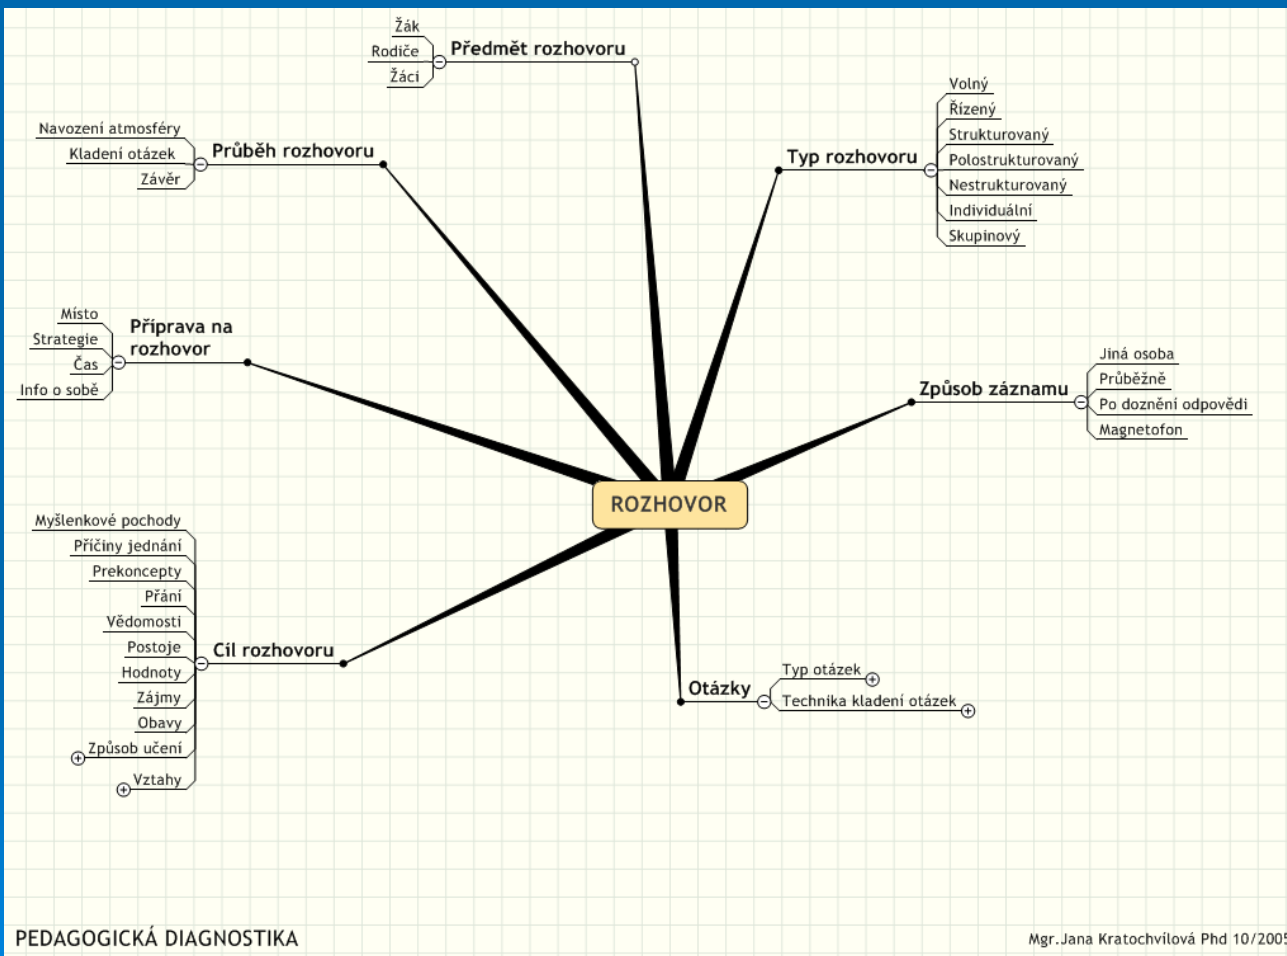 Žák
Rodiče
Žáci
Předmět rozhovoru
Volný
Řízený
Strukturovaný
Polostrukturovaný
Nestrukturovaný
Individuální
Skupinový
Typ rozhovoru
Navození atmosféry
Kladení otázek
Závěr
Průběh rozhovoru
Místo
Strategie
Čas
Info o sobě
Příprava na
rozhovor
Jiná osoba
Průběžně
Po doznění odpovědi
Magnetofon
Způsob záznamu
ROZHOVOR
Myšlenkové pochody
Příčiny jednání
Prekoncepty
Přání
Vědomosti
Postoje
Hodnoty
Zájmy
Obavy
Způsob učení
Vztahy
Cíl rozhovoru
Otázky
Typ otázek
Technika kladení otázek
PEDAGOGICKÁ DIAGNOSTIKA
Mgr.Jana Kratochvílová Phd 10/2005